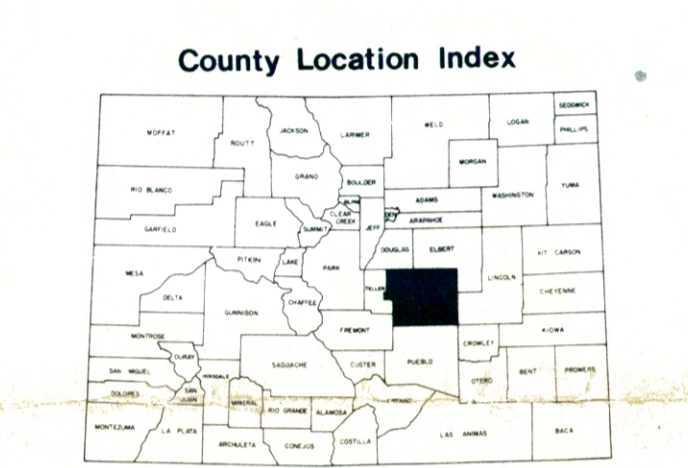 County Location Index
MOFFAT
ROUTT
JACKSON
LARIMER
WELD
LOGAN
SEDGWICK
PHILLIPS
MORGAN
GRAND
BOULDER
RIO BLANCO
WASHINGTON
YUMA
ADAMS
CLEAR
CREEK
DEN
ARAPAHOE
GARFIELD
EAGLE
SUMMIT
JEFF
DOUGLAS
ELBERT
KIT CARSON
PITKIN
LAKE
PARK
LINCOLN
MESA
TELLER
CHEYENNE
DELTA
CHAFFEE
GUNNISON
FREMONT
KIOWA
MONTROSE
CROWLEY
OURAY
SAGUACHE
CUSTER
PUEBLO
SAN MIGUEL
HINSDALE
OTERO
BENT
PROWERS
DOLORES
SAN
JUAN
MINERAL
RIO GRANDE
ALAMOSA
MONTEZUMA
LA PLATA
ARCHULETA
CONEJOS
COSTILLA
LAS ANIMAS
BACA